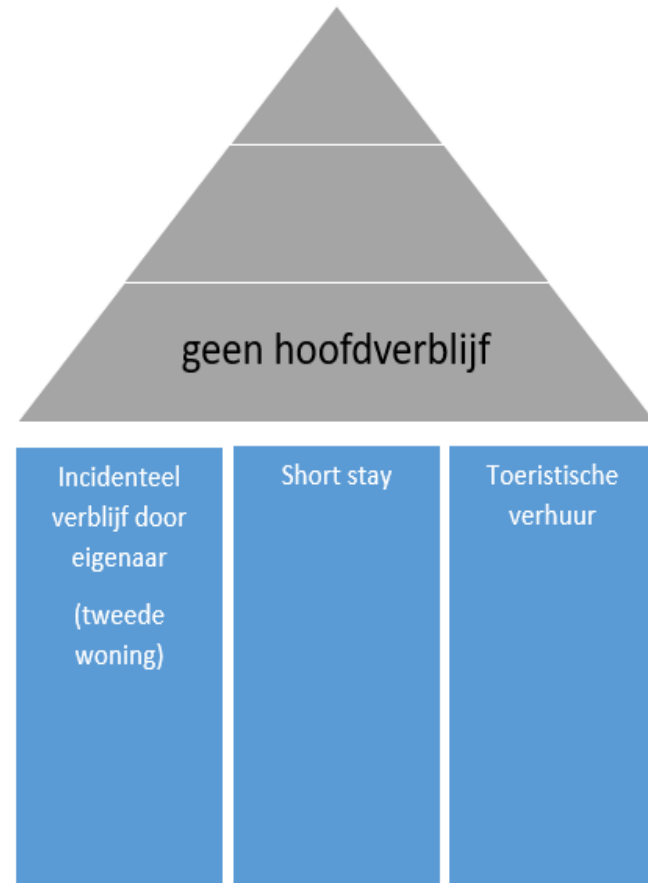 geen hoofdverblijf
Incidenteel
verblijf door
eigenaar
(tweede
woning)
Short stay
Toeristische
verhuur